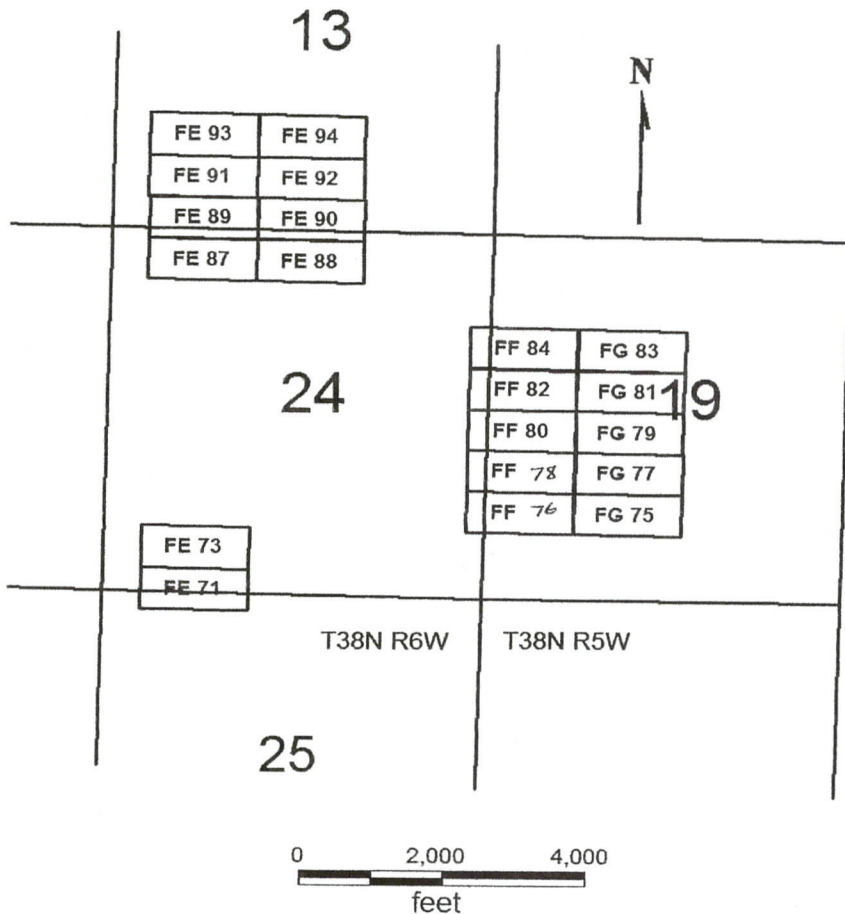 13
N
FE 93 FE 94
FE 91 FE 92
FE 89 FE 90
FE 87 FE 88
FF 84 FG 83
24
FF 82 FG 81 19
FF 80 FG 79
FF 78 FG 77
FF 76 FG 75
FE 73
FE 71
T38N R6W T38N R5W
25
0 2,000 4,000
feet